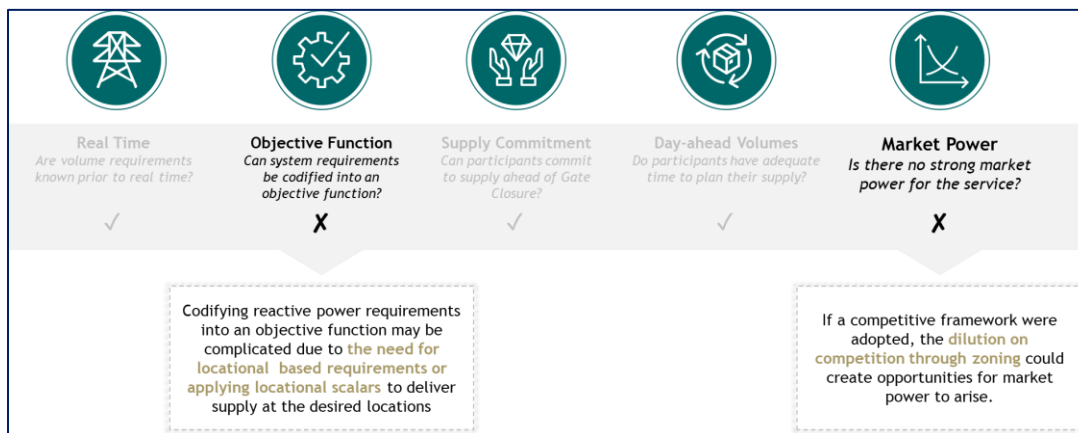 Real Time
Are volume requirements
known prior to real time?
✓
Objective Function
Can system requirements
be codified into an
objective function?
✗
Supply Commitment
Can participants commit
to supply ahead of Gate
Closure?
✓
Day-ahead Volumes
Do participants have adequate
time to plan their supply?
✓
Market Power
Is there no strong market
power for the service?
✗
Codifying reactive power requirements
into an objective function may be
complicated due to the need for
locational based requirements or
applying locational scalars to deliver
supply at the desired locations
If a competitive framework were
adopted, the dilution on
competition through zoning could
create opportunities for market
power to arise.